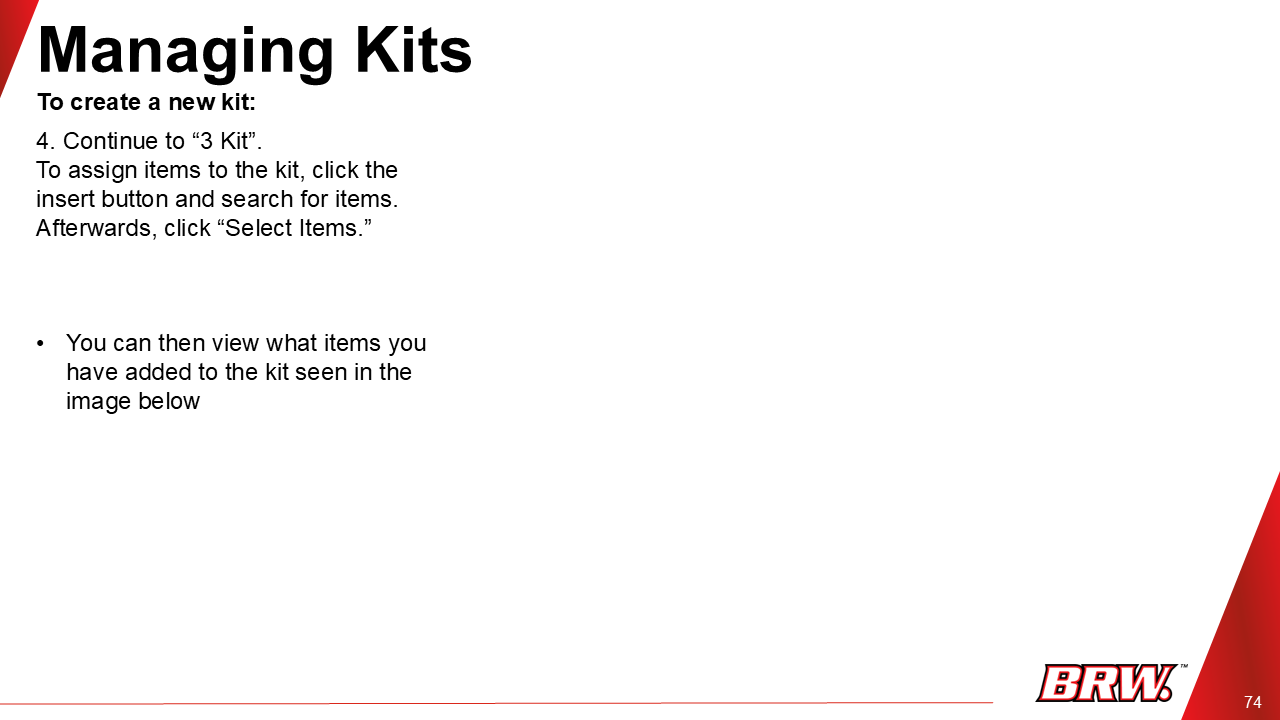 Managing Kits
To create a new kit:
4. Continue to “3 Kit”.
To assign items to the kit, click the
insert button and search for items.
Afterwards, click “Select Items.”
• You can then view what items you
have added to the kit seen in the
image below
BRW.™
74